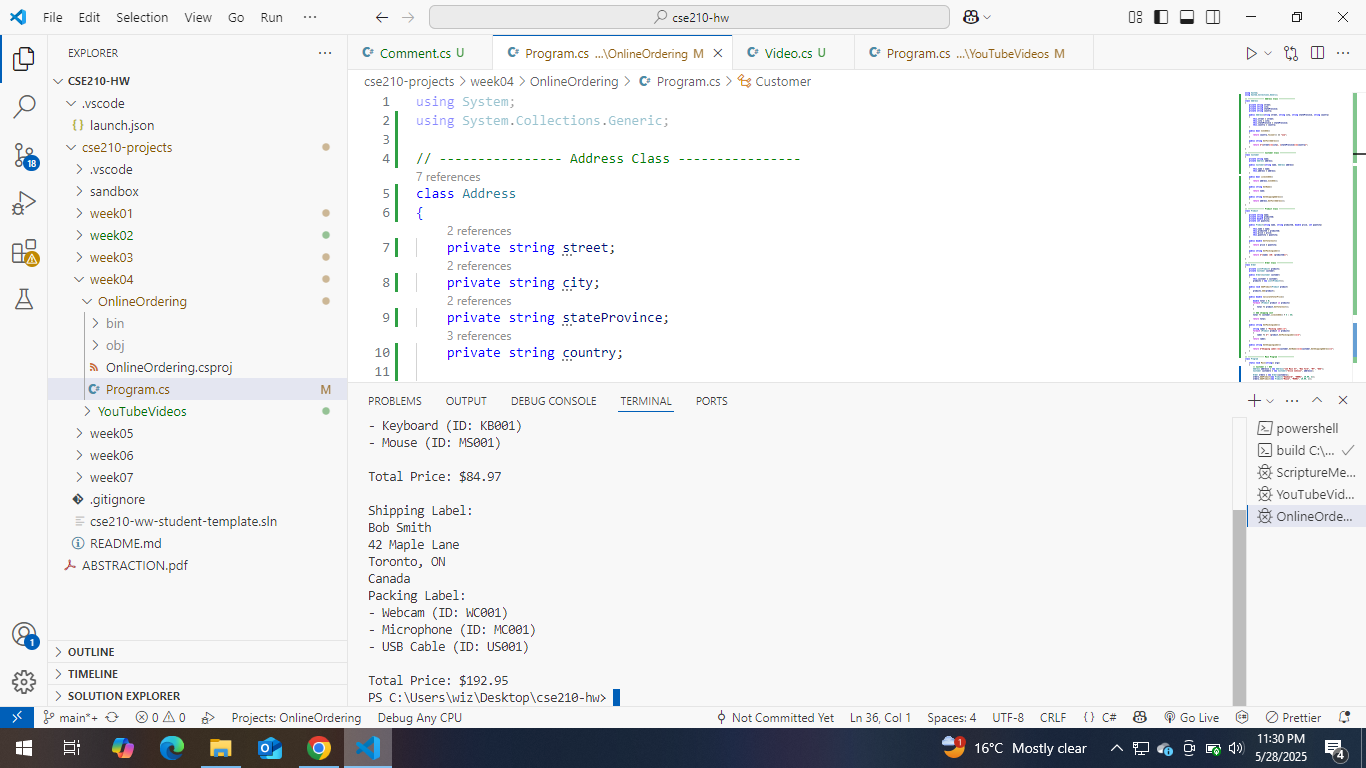 File Edit Selection View Go Run ··· cse210-hw
EXPLORER ···
Comment.cs U Program.cs ...\OnlineOrdering M Video.cs U Program.cs ...\YouTubeVideos M
cse210-projects > week04 > OnlineOrdering > Program.cs > Customer
CSE210-HW
.vscode
launch.json
cse210-projects
.vscode
sandbox
week01
week02
week03
week04
OnlineOrdering
bin
obj
OnlineOrdering.csproj
Program.cs M
YouTubeVideos
week05
week06
week07
.gitignore
cse210-ww-student-template.sln
README.md
ABSTRACTION.pdf
OUTLINE
TIMELINE
SOLUTION EXPLORER
18
1
1 using System;
2 using System.Collections.Generic;
3
4 // ---------------- Address Class ----------------
7 references
5 class Address
6 {
2 references
7 private string street;
2 references
8 private string city;
2 references
9 private string stateProvince;
3 references
10 private string country;
11
PROBLEMS OUTPUT DEBUG CONSOLE TERMINAL PORTS
- Keyboard (ID: KB001)
- Mouse (ID: MS001)
Total Price: $84.97
Shipping Label:
Bob Smith
42 Maple Lane
Toronto, ON
Canada
Packing Label:
- Webcam (ID: WC001)
- Microphone (ID: MC001)
- USB Cable (ID: US001)
Total Price: $192.95
PS C:\Users\wiz\Desktop\cse210-hw>
powershell
build C:\...
ScriptureMe...
YouTubeVid...
OnlineOrde...
main*+ 0 0 Projects: OnlineOrdering Debug Any CPU Not Committed Yet Ln 36, Col 1 Spaces: 4 UTF-8 CRLF {} C# Go Live Prettier
1 16°C Mostly clear 11:30 PM
5/28/2025
4